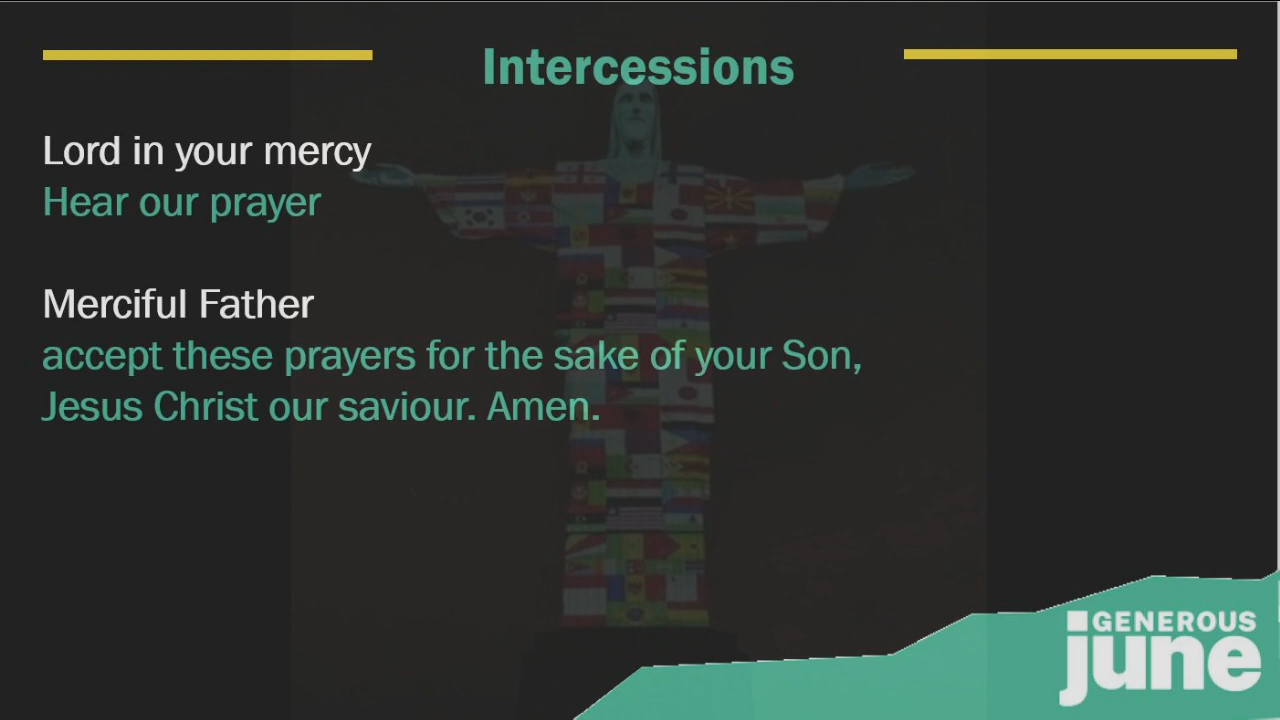 Intercessions
Lord in your mercy
Hear our prayer
Merciful Father
accept these prayers for the sake of your Son,
Jesus Christ our saviour. Amen.
GENEROUS
june